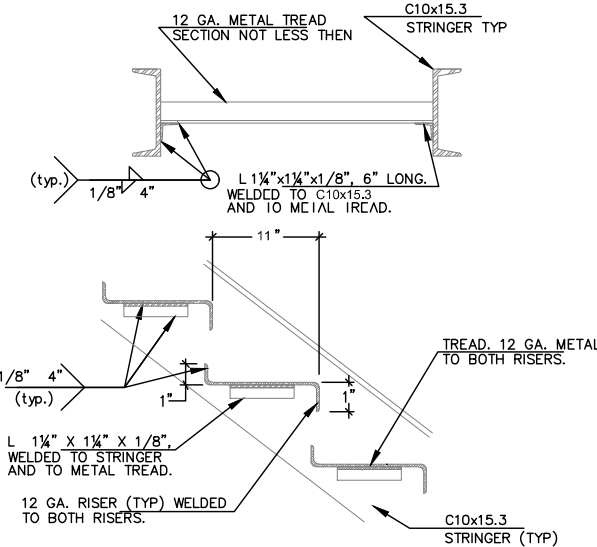 12 GA. METAL TREAD
SECTION NOT LESS THEN
C10x15.3
STRINGER TYP
(typ.)
1/8" 4"
L 1¼"x1¼"x1/8", 6" LONG.
WELDED TO C10x15.3
AND TO METAL TREAD.
11"
TREAD. 12 GA. METAL
TO BOTH RISERS.
1/8" 4"
(typ.)
1"
1"
L 1¼" X 1¼" X 1/8",
WELDED TO STRINGER
AND TO METAL TREAD.
12 GA. RISER (TYP) WELDED
TO BOTH RISERS.
C10x15.3
STRINGER (TYP)